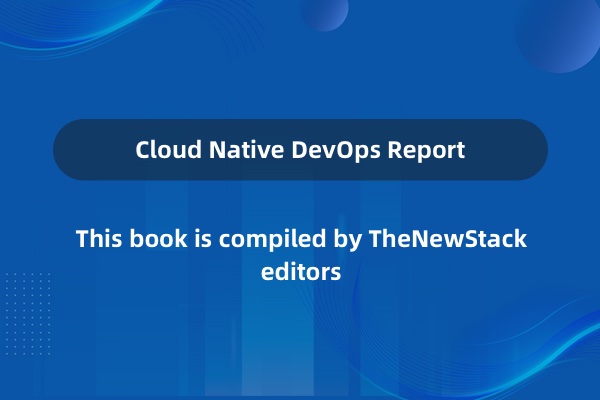 Cloud Native DevOps Report
This book is compiled by TheNewStack
editors